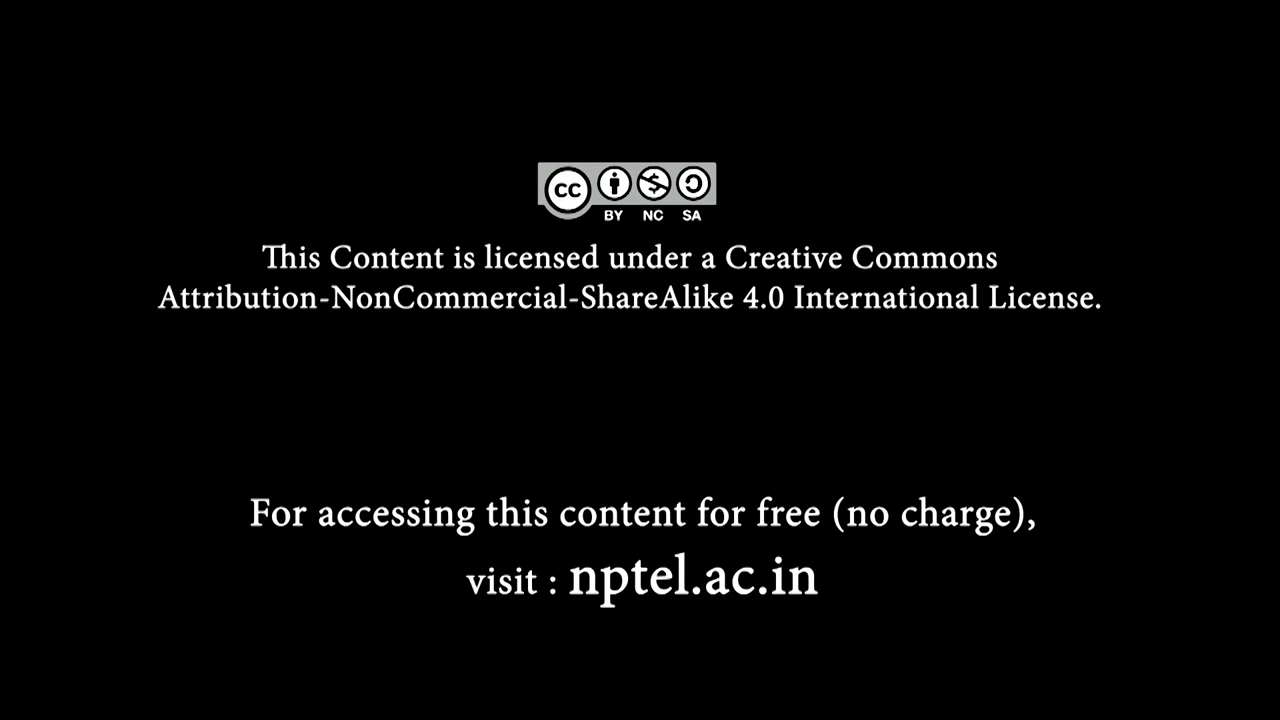 CC BY NC SA
This Content is licensed under a Creative Commons
Attribution-NonCommercial-ShareAlike 4.0 International License.
For accessing this content for free (no charge),
visit : nptel.ac.in